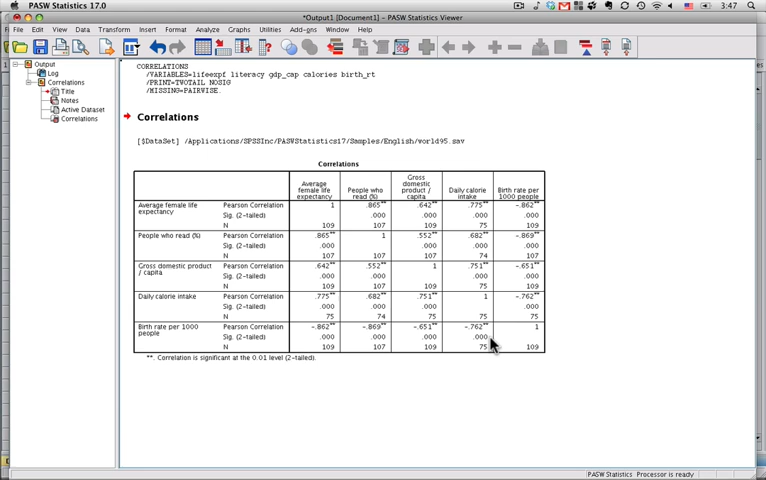 PASW Statistics 17.0
3:47
*Output1 [Document1] - PASW Statistics Viewer
File Edit View Data Transform Insert Format Analyze Graphs Utilities Add-ons Window Help
Output
Log
Correlations
Title
Notes
Active Dataset
Correlations
CORRELATIONS
/VARIABLES=lifeexpf literacy gdp_cap calories birth_rt
/PRINT=TWOTAIL NOSIG
/MISSING=PAIRWISE.
Correlations
[$DataSet] /Applications/SPSSInc/PASWStatistics17/Samples/English/world95.sav
Correlations
Average female life expectancy People who read (%) Gross domestic product / capita Daily calorie intake Birth rate per 1000 people
Average female life expectancy Pearson Correlation 1 .865** .642** .775** -.862**
Sig. (2-tailed) .000 .000 .000 .000
N 109 107 109 75 109
People who read (%) Pearson Correlation .865** 1 .552** .682** -.869**
Sig. (2-tailed) .000 .000 .000 .000
N 107 107 107 74 107
Gross domestic product / capita Pearson Correlation .642** .552** 1 .751** -.651**
Sig. (2-tailed) .000 .000 .000 .000
N 109 107 109 75 109
Daily calorie intake Pearson Correlation .775** .682** .751** 1 -.762**
Sig. (2-tailed) .000 .000 .000 .000
N 75 74 75 75 75
Birth rate per 1000 people Pearson Correlation -.862** -.869** -.651** -.762** 1
Sig. (2-tailed) .000 .000 .000 .000
N 109 107 109 75 109
**. Correlation is significant at the 0.01 level (2-tailed).
PASW Statistics Processor is ready